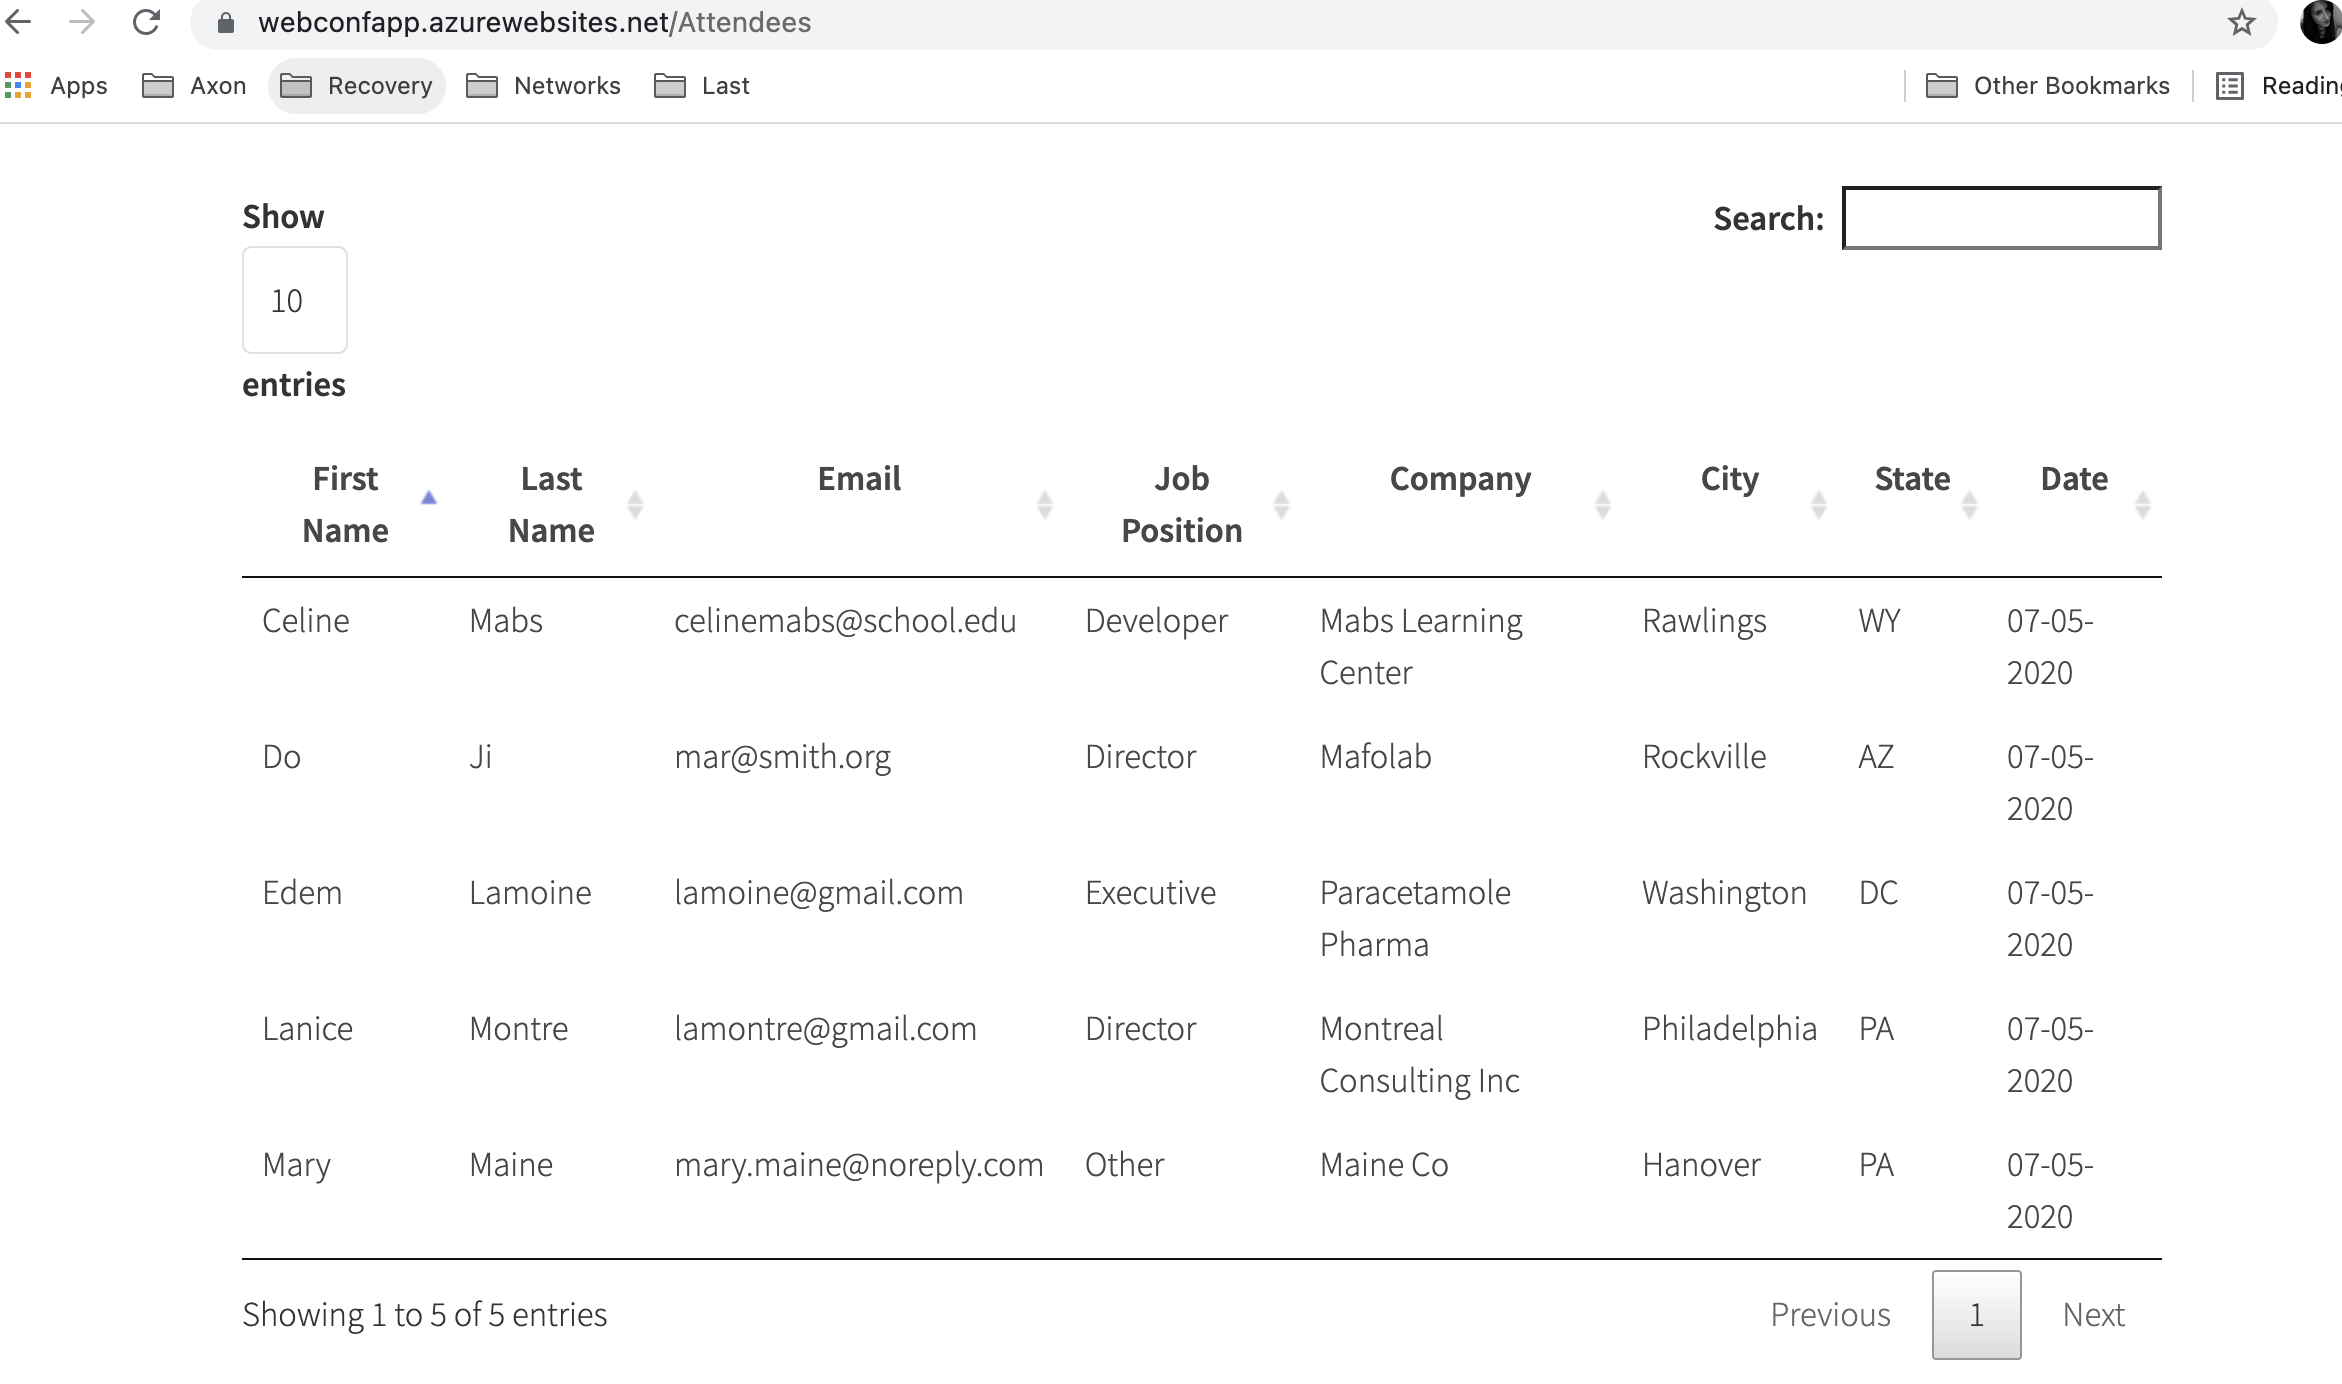 webconfapp.azurewebsites.net/Attendees
Apps Axon Recovery Networks Last Other Bookmarks Reading
Show
Search:
10
entries
First Name Last Name Email Job Position Company City State Date
Celine Mabs celinemabs@school.edu Developer Mabs Learning Rawlings WY 07-05-
Center 2020
Do Ji mar@smith.org Director Mafolab Rockville AZ 07-05-
2020
Edem Lamoine lamoine@gmail.com Executive Paracetamole Washington DC 07-05-
Pharma 2020
Lanice Montre lamontre@gmail.com Director Montreal Philadelphia PA 07-05-
Consulting Inc 2020
Mary Maine mary.maine@noreply.com Other Maine Co Hanover PA 07-05-
2020
Showing 1 to 5 of 5 entries Previous 1 Next